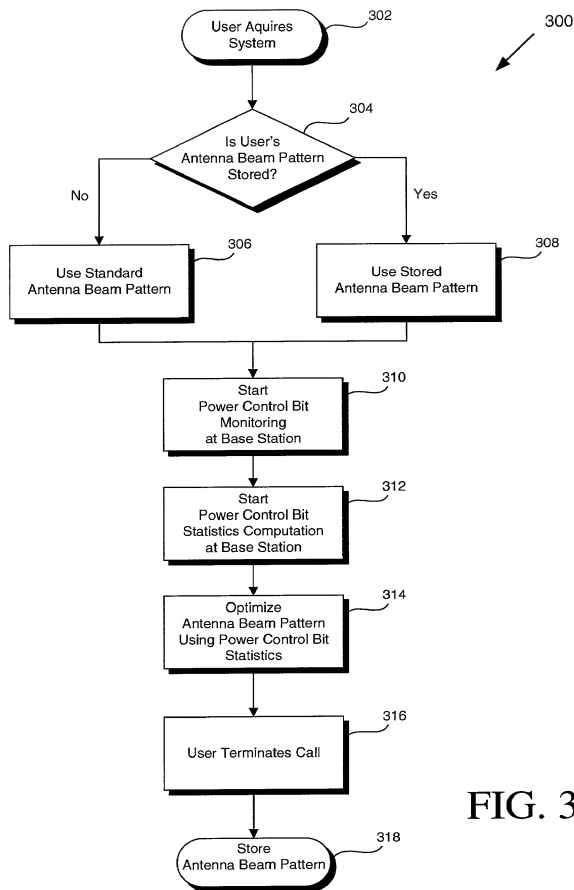 User Aquires
System
302
300
304
Is User's
Antenna Beam Pattern
Stored?
No
Yes
306
Use Standard
Antenna Beam Pattern
308
Use Stored
Antenna Beam Pattern
310
Start
Power Control Bit
Monitoring
at Base Station
312
Start
Power Control Bit
Statistics Computation
at Base Station
314
Optimize
Antenna Beam Pattern
Using Power Control Bit
Statistics
316
User Terminates Call
FIG. 3
318
Store
Antenna Beam Pattern